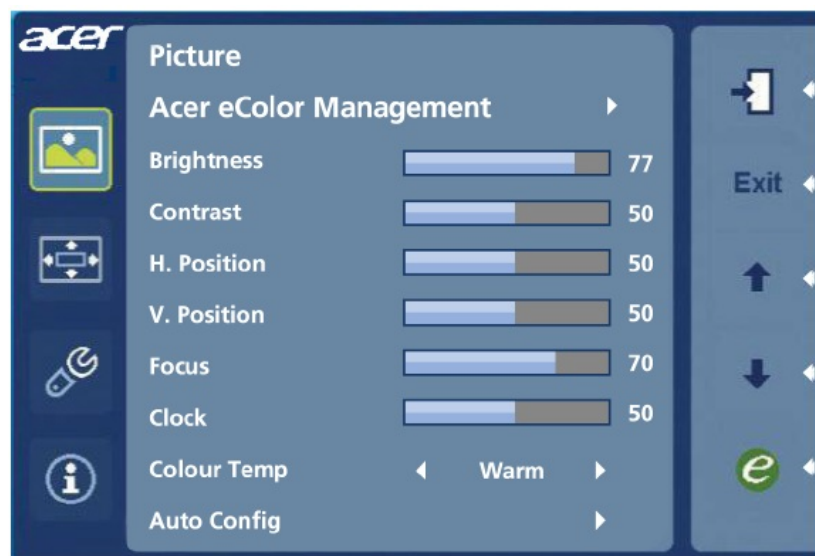 acer
Picture
Acer eColor Management
Brightness 77
Contrast 50
H. Position 50
V. Position 50
Focus 70
Clock 50
Colour Temp Warm
Auto Config
Exit
e